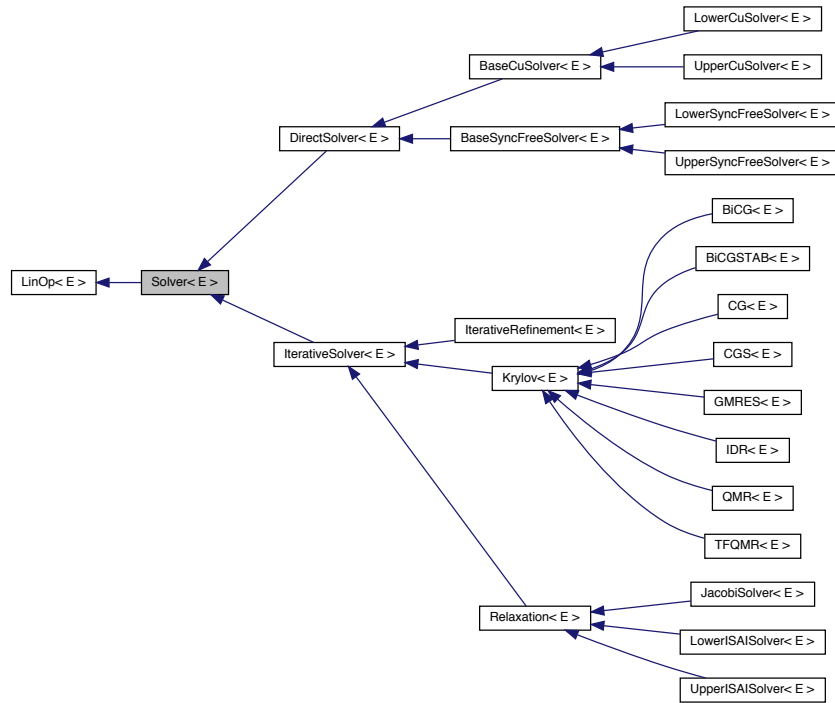 LowerCuSolver< E >
BaseCuSolver< E >
UpperCuSolver< E >
LowerSyncFreeSolver< E >
DirectSolver< E >
BaseSyncFreeSolver< E >
UpperSyncFreeSolver< E >
BiCG< E >
BiCGSTAB< E >
LinOp< E >
Solver< E >
CG< E >
IterativeRefinement< E >
IterativeSolver< E >
CGS< E >
Krylov< E >
GMRES< E >
IDR< E >
QMR< E >
TFQMR< E >
JacobiSolver< E >
Relaxation< E >
LowerISAISolver< E >
UpperISAISolver< E >